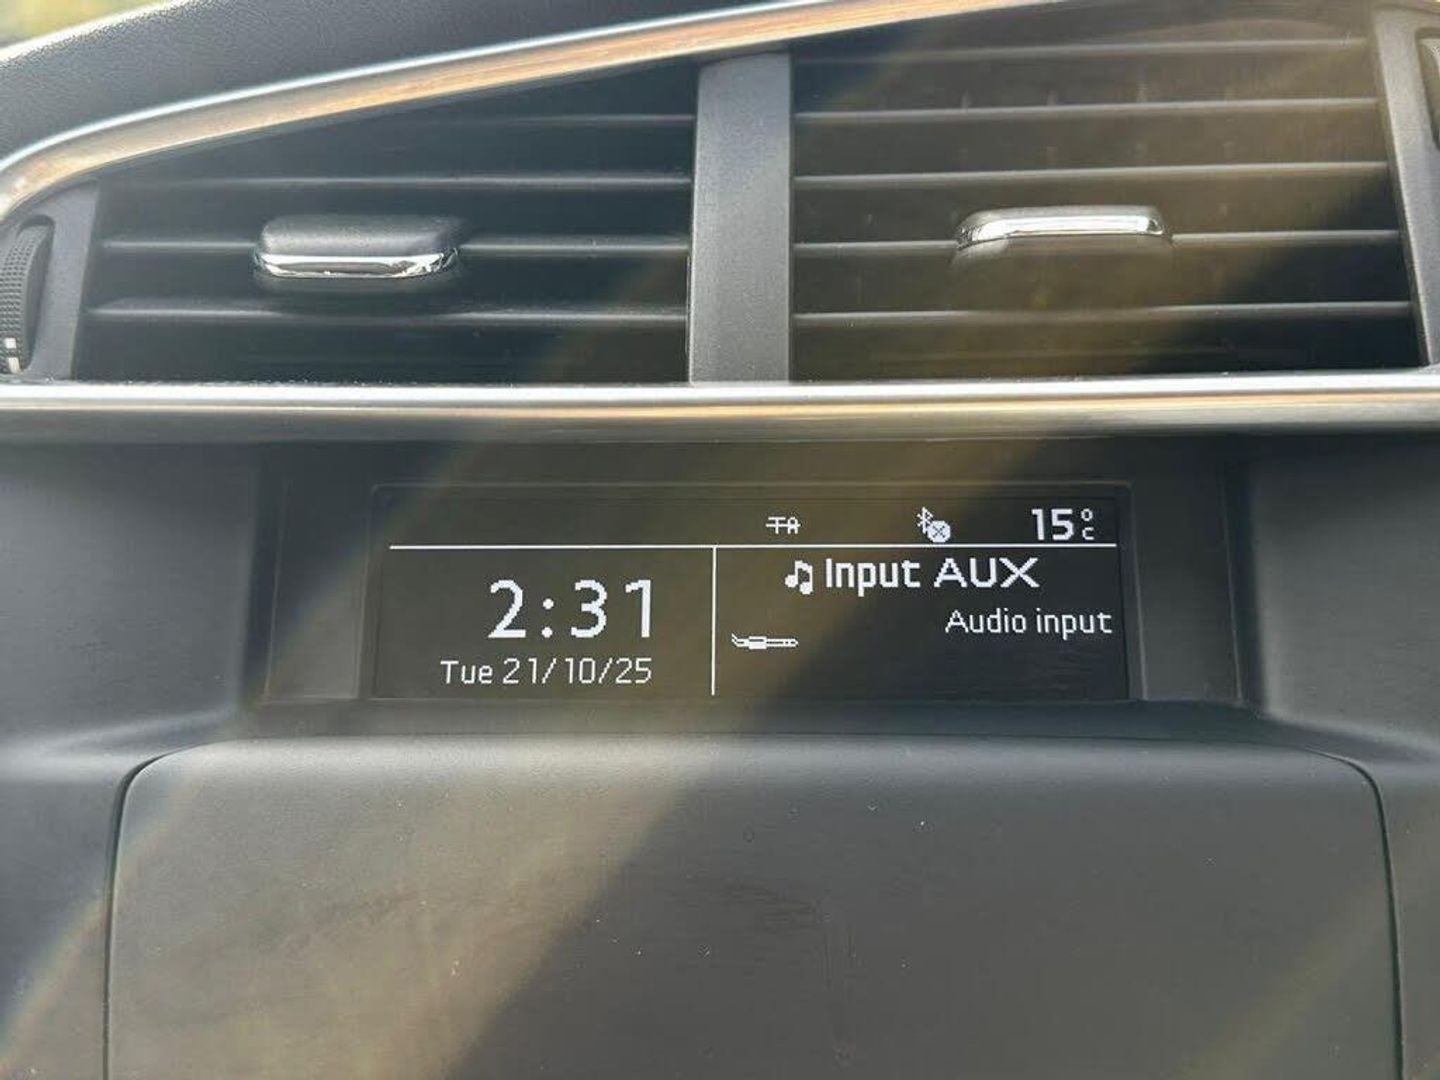 TA
15°C
2:31
Tue 21/10/25
Input AUX
Audio input